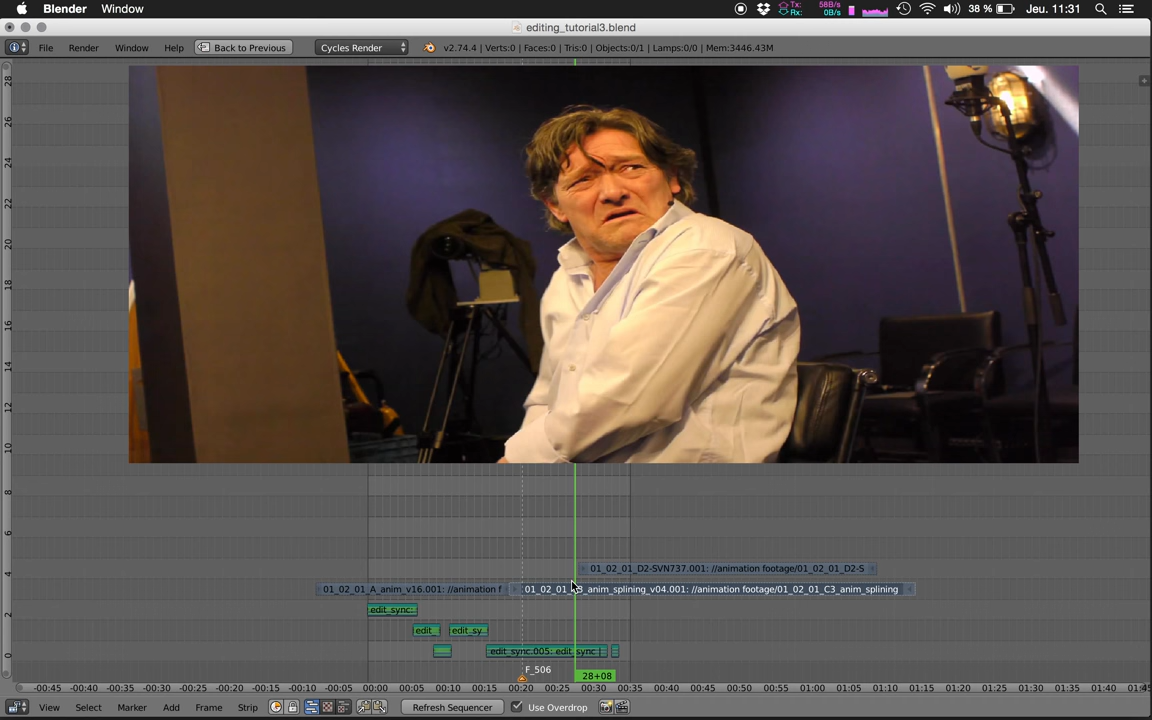 Blender Window Tx: Rx: 58B/s 0B/s 38 % Jeu. 11:31
editing_tutorial3.blend
File Render Window Help Back to Previous Cycles Render v2.74.4 | Verts:0 | Faces:0 | Tris:0 | Objects:0/1 | Lamps:0/0 | Mem:3446.43M
28
26
24
22
20
18
16
14
12
10
8
6
01_02_01_D2-SVN737.001: //animation footage/01_02_01_D2-S
4
01_02_01_A_anim_v16.001: //animation f 01_02_01_C3_anim_splining_v04.001: //animation footage/01_02_01_C3_anim_splining
edit_sync:
2
edit_ edit_sy
edit_sync.005: edit_sync |
0
F_506
28+08
-00:45 -00:35 -00:30 -00:25 -00:20 -00:15 -00:10 -00:05 00:00 00:05 00:10 00:15 00:20 00:25 00:30 00:35 00:40 00:45 00:50 00:55 01:00 01:05 01:10 01:15 01:20 01:25 01:30 01:35 01:40 01:4
View Select Marker Add Frame Strip Refresh Sequencer Use Overdrop